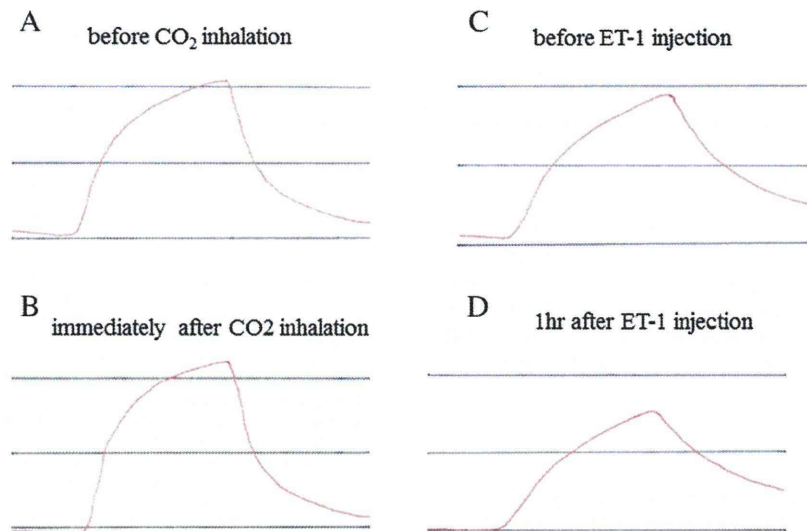 A
before CO₂ inhalation
B
immediately after CO2 inhalation
C
before ET-1 injection
D
1hr after ET-1 injection